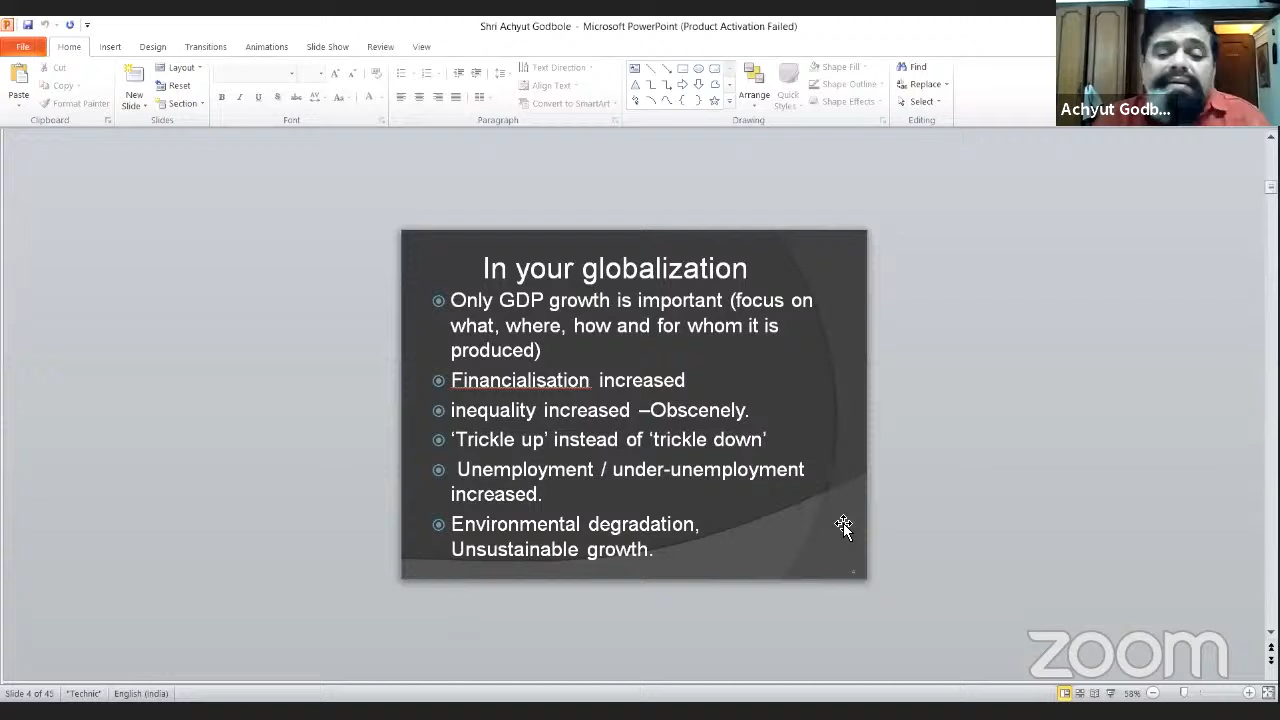 Shri Achyut Godbole - Microsoft PowerPoint (Product Activation Failed)
File Home Insert Design Transitions Animations Slide Show Review View
Cut Layout Text Direction Shape Fill Find
Copy Reset Align Text Shape Outline Replace
Paste Format Painter New Slide Section Convert to SmartArt Arrange Quick Styles Shape Effects Select
Clipboard Slides Font Paragraph Drawing Editing
Achyut Godb...
In your globalization
Only GDP growth is important (focus on
what, where, how and for whom it is
produced)
Financialisation increased
inequality increased –Obscenely.
‘Trickle up’ instead of ‘trickle down’
Unemployment / under-unemployment
increased.
Environmental degradation,
Unsustainable growth.
zoom
Slide 4 of 45 "Technic" English (India) 58%